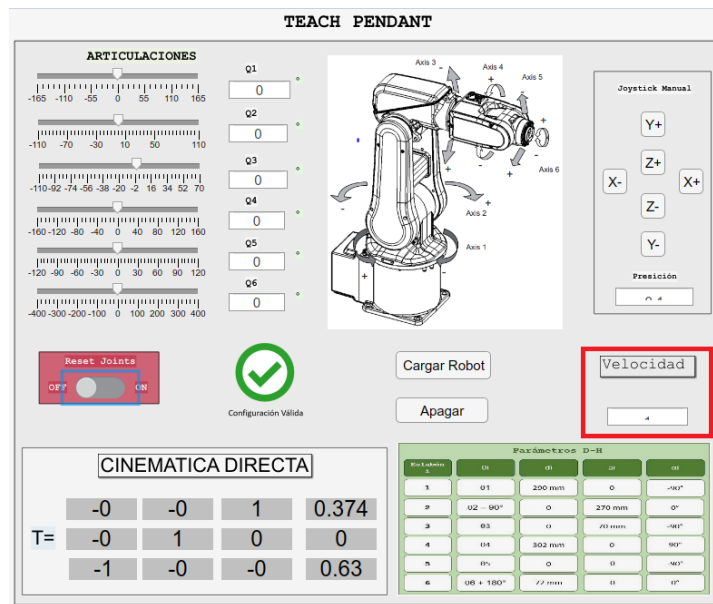 TEACH PENDANT
ARTICULACIONES
-165 -110 -55 0 55 110 165
-110 -70 -30 10 50 110
-110 -92 -74 -56 -38 -20 -2 16 34 52 70
-160 -120 -80 -40 0 40 80 120 160
-120 -90 -60 -30 0 30 60 90 120
-400 -300 -200 -100 0 100 200 300 400
Q1
0 °
Q2
0 °
Q3
0 °
Q4
0 °
Q5
0 °
Q6
0 °
Axis 3
Axis 4
Axis 5
Axis 6
Axis 2
Axis 1
Joystick Manual
Y+
Z+
X- X+
Z-
Y-
Presición
Reset Joints
OFF ON
Configuración Válida
Cargar Robot
Apagar
Velocidad
CINEMATICA DIRECTA
T=
-0 -0 1 0.374
-0 1 0 0
-1 -0 -0 0.63
Parámetros D-H
1 θ1 290 mm 0 -90°
2 θ2 – 90° 0 270 mm 0°
3 θ3 0 70 mm -90°
4 θ4 302 mm 0 90°
5 θ5 0 0 -90°
6 θ6 + 180° 72 mm 0 0°